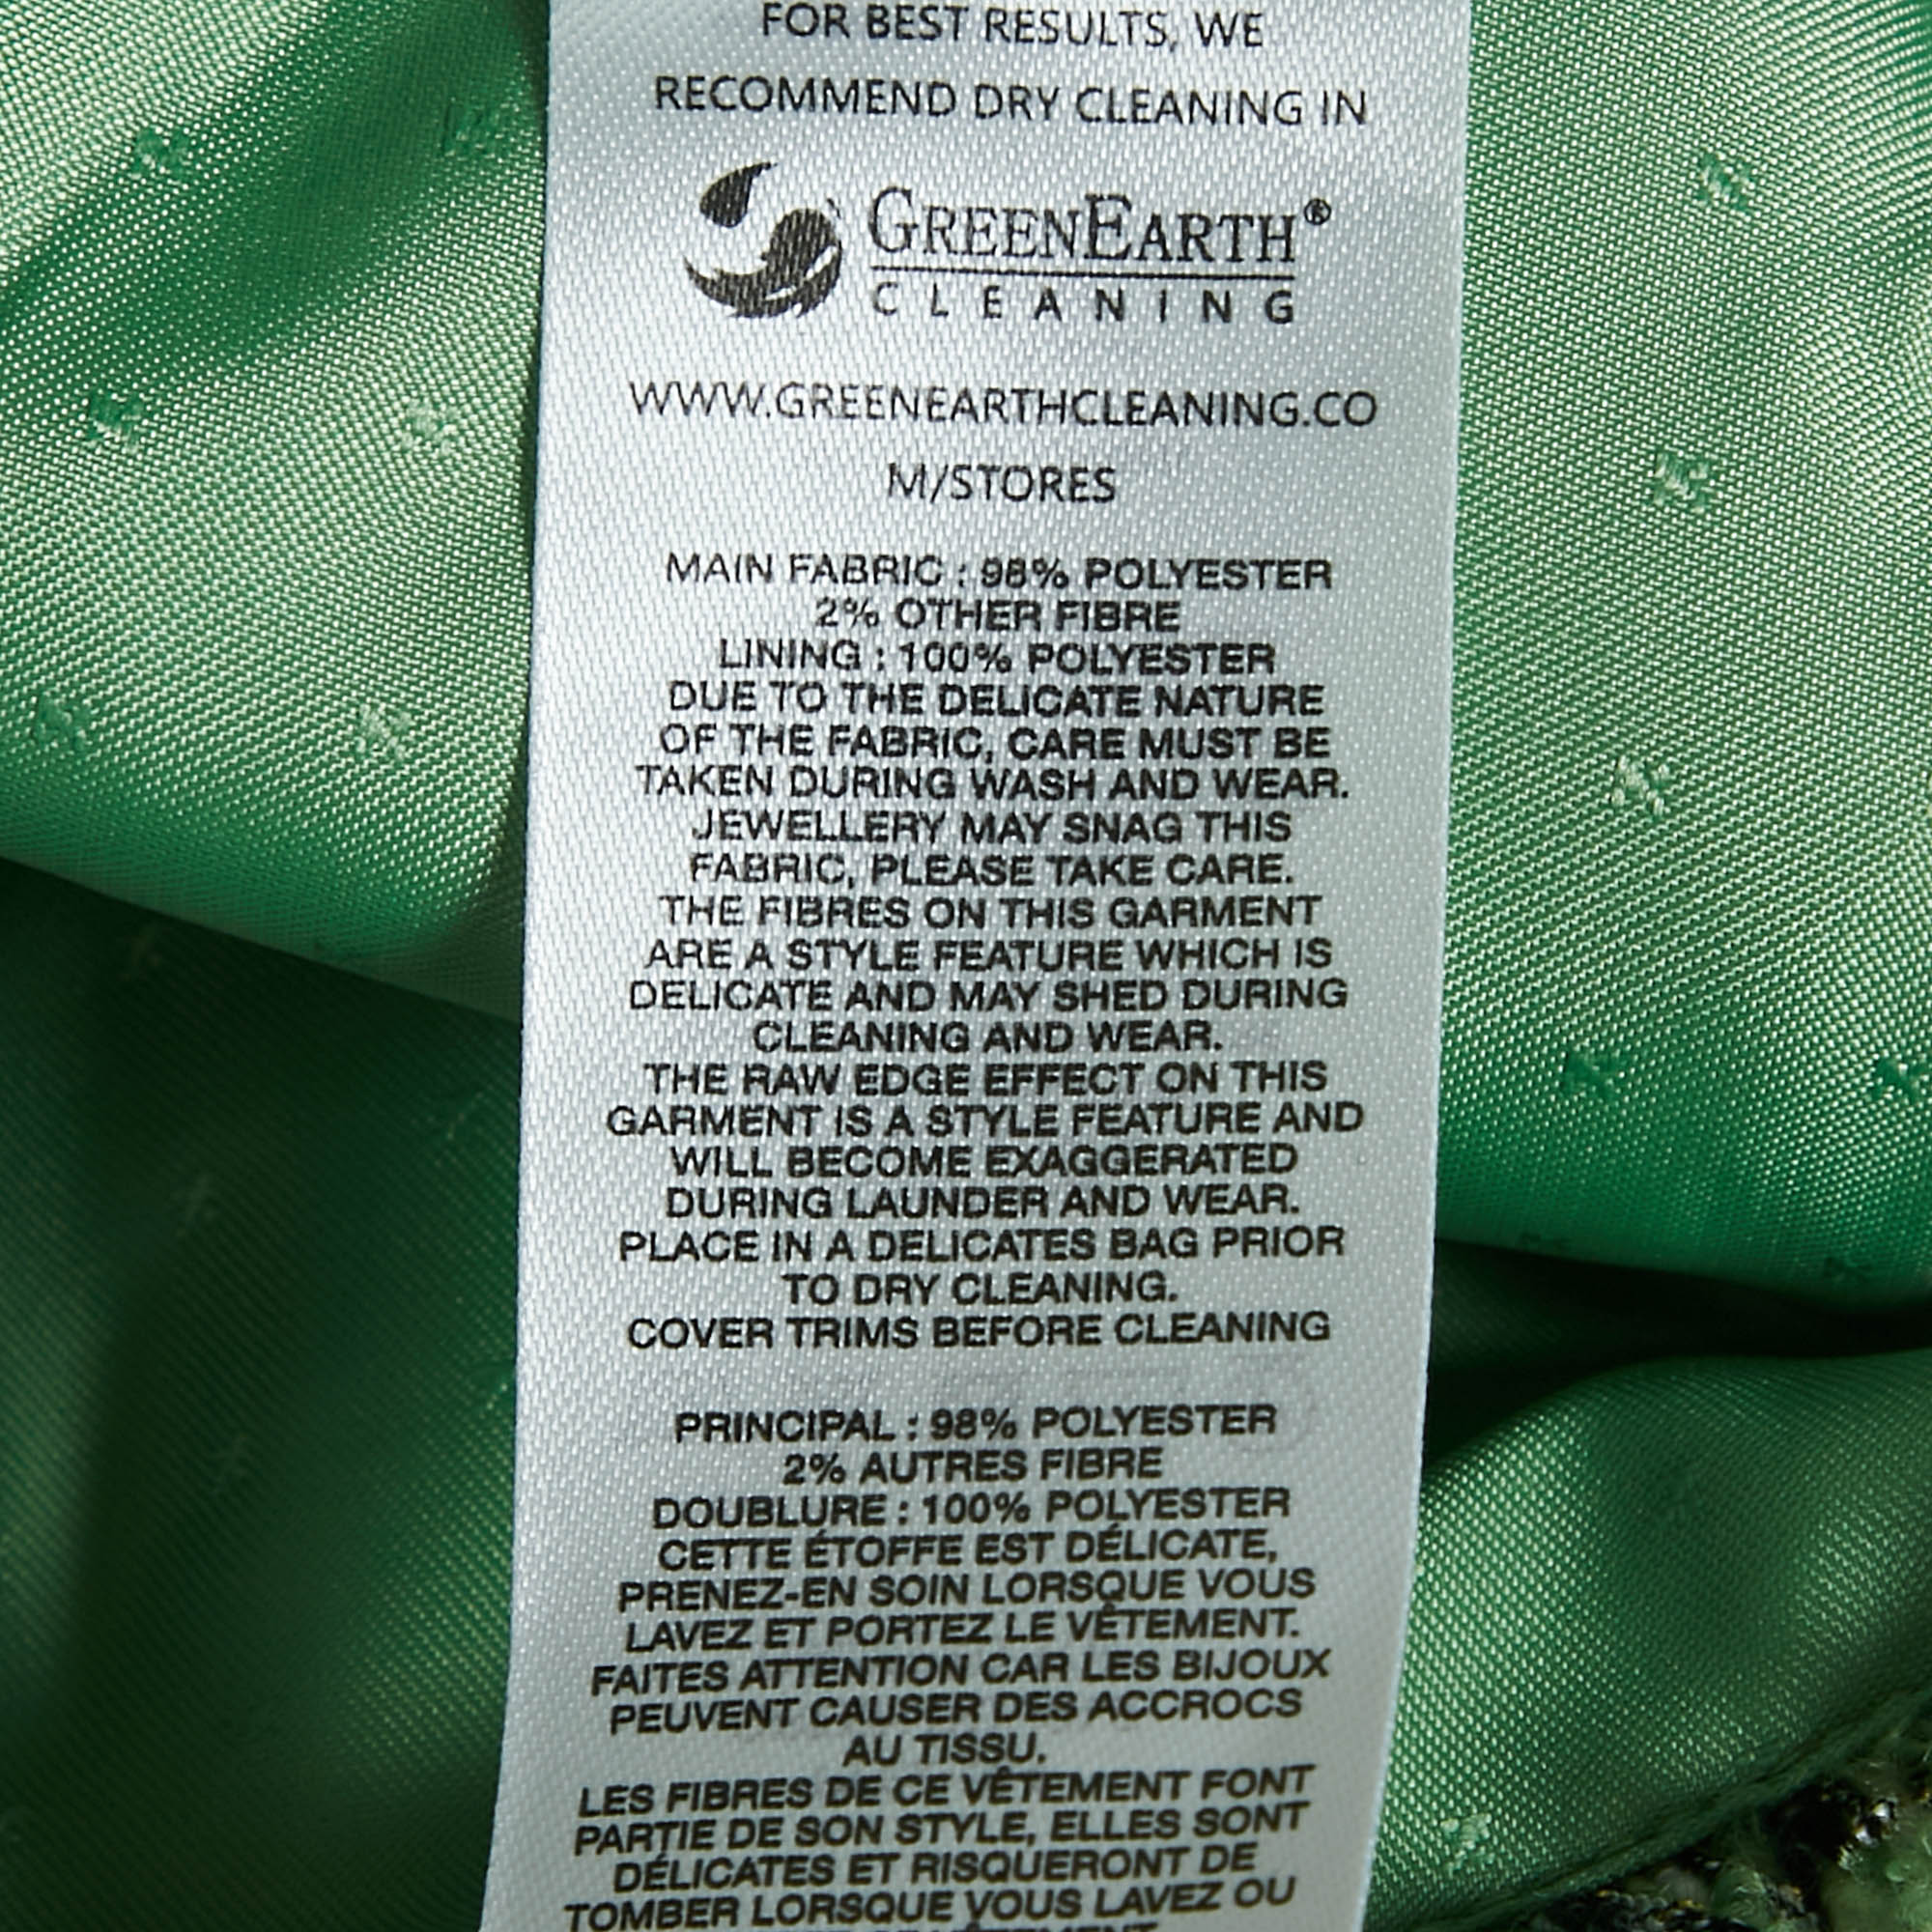 FOR BEST RESULTS, WE
RECOMMEND DRY CLEANING IN
GREENEARTH®
CLEANING
WWW.GREENEARTHCLEANING.CO
M/STORES
MAIN FABRIC : 98% POLYESTER
2% OTHER FIBRE
LINING : 100% POLYESTER
DUE TO THE DELICATE NATURE
OF THE FABRIC, CARE MUST BE
TAKEN DURING WASH AND WEAR.
JEWELLERY MAY SNAG THIS
FABRIC, PLEASE TAKE CARE.
THE FIBRES ON THIS GARMENT
ARE A STYLE FEATURE WHICH IS
DELICATE AND MAY SHED DURING
CLEANING AND WEAR.
THE RAW EDGE EFFECT ON THIS
GARMENT IS A STYLE FEATURE AND
WILL BECOME EXAGGERATED
DURING LAUNDER AND WEAR.
PLACE IN A DELICATES BAG PRIOR
TO DRY CLEANING.
COVER TRIMS BEFORE CLEANING
PRINCIPAL : 98% POLYESTER
2% AUTRES FIBRE
DOUBLURE : 100% POLYESTER
CETTE ÉTOFFE EST DÉLICATE,
PRENEZ-EN SOIN LORSQUE VOUS
LAVEZ ET PORTEZ LE VÊTEMENT.
FAITES ATTENTION CAR LES BIJOUX
PEUVENT CAUSER DES ACCROCS
AU TISSU.
LES FIBRES DE CE VÊTEMENT FONT
PARTIE DE SON STYLE, ELLES SONT
DÉLICATES ET RISQUERONT DE
TOMBER LORSQUE VOUS LAVEZ OU